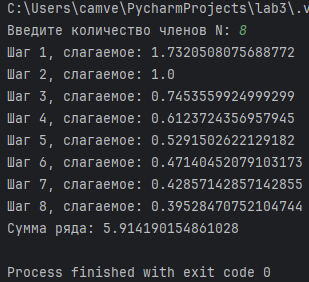 C:\Users\camve\PycharmProjects\lab3\.v
Введите количество членов N: 8
Шаг 1, слагаемое: 1.7320508075688772
Шаг 2, слагаемое: 1.0
Шаг 3, слагаемое: 0.7453559924999299
Шаг 4, слагаемое: 0.6123724356957945
Шаг 5, слагаемое: 0.5291502622129182
Шаг 6, слагаемое: 0.47140452079103173
Шаг 7, слагаемое: 0.42857142857142855
Шаг 8, слагаемое: 0.39528470752104744
Сумма ряда: 5.914190154861028
Process finished with exit code 0